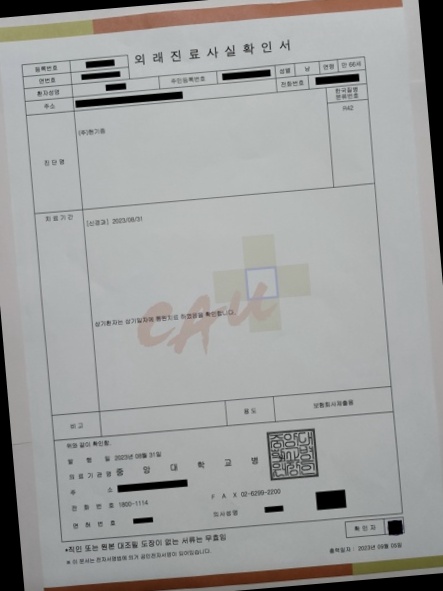 외래진료사실확인서
등록번호
연번호
환자성명 주민등록번호 성별 남 연령 만 66세
주소 전화번호
진단명 (주)현기증 한국질병분류번호 R42
치료기간 [신경과] 2023/08/31
상기환자는 상기일자에 통원치료 하였음을 확인합니다.
CAU
비고 용도 보험회사제출용
위와 같이 확인함.
발행일 2023년 08월 31일
의료기관명 중앙대학교병
주소
전화번호 1800-1114 FAX 02-6299-2200
면허번호 의사성명
확인자
*직인 또는 원본 대조필 도장이 없는 서류는 무효임
※ 이 문서는 전자서명법에 의거 공인전자서명이 되어있습니다.
출력일자 : 2023년 09월 05일